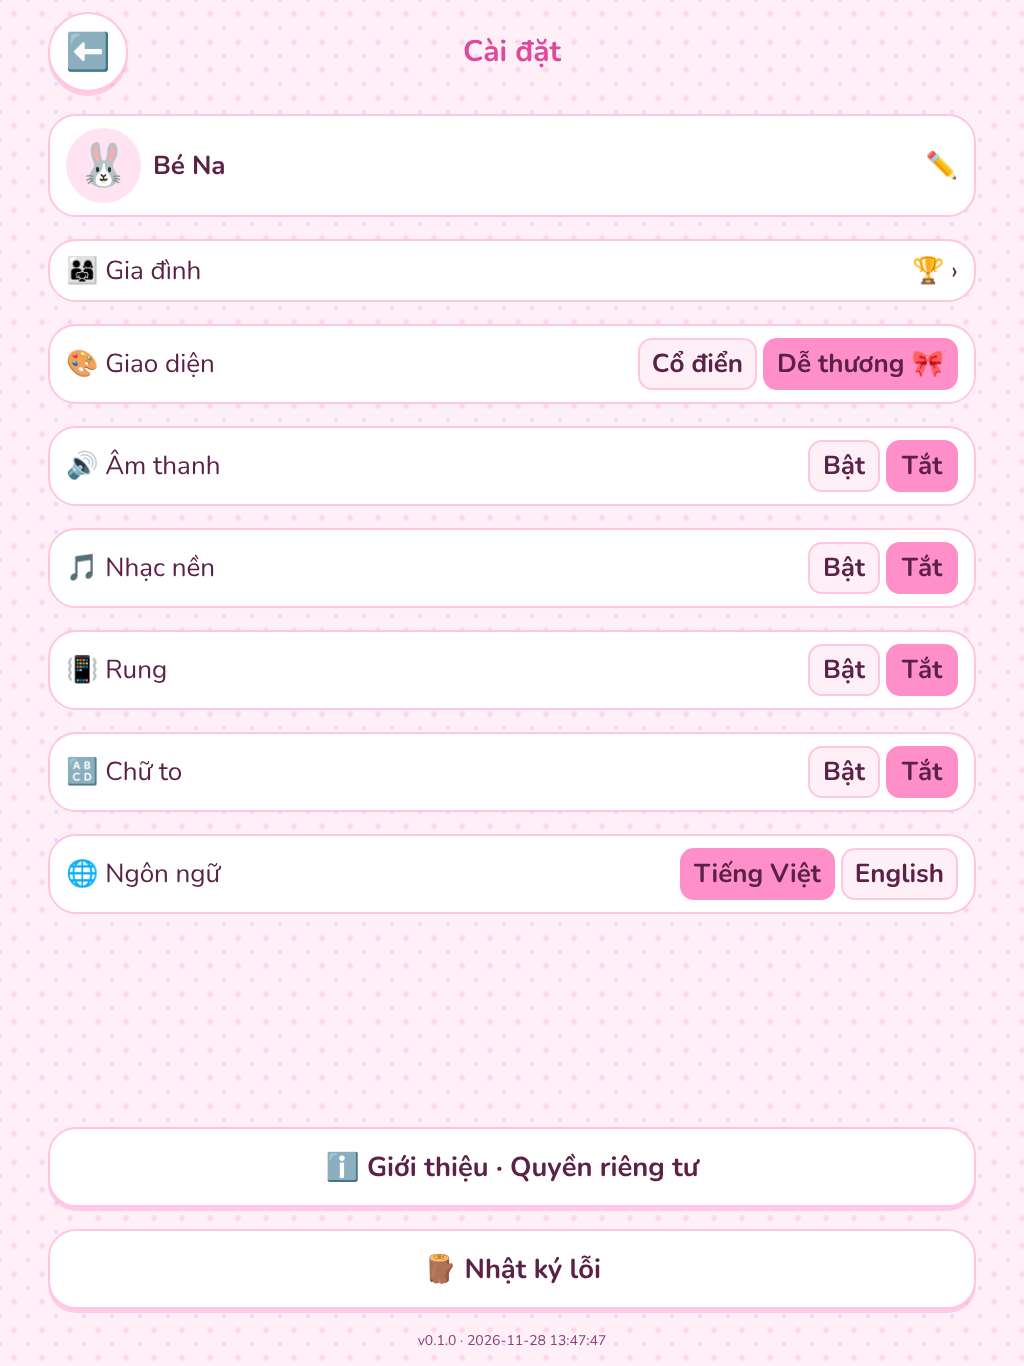 Cài đặt
Bé Na
Gia đình ›
Giao diện Cổ điển Dễ thương
Âm thanh Bật Tắt
Nhạc nền Bật Tắt
Rung Bật Tắt
Chữ to Bật Tắt
Ngôn ngữ Tiếng Việt English
Giới thiệu · Quyền riêng tư
Nhật ký lỗi
v0.1.0 · 2026-11-28 13:47:47